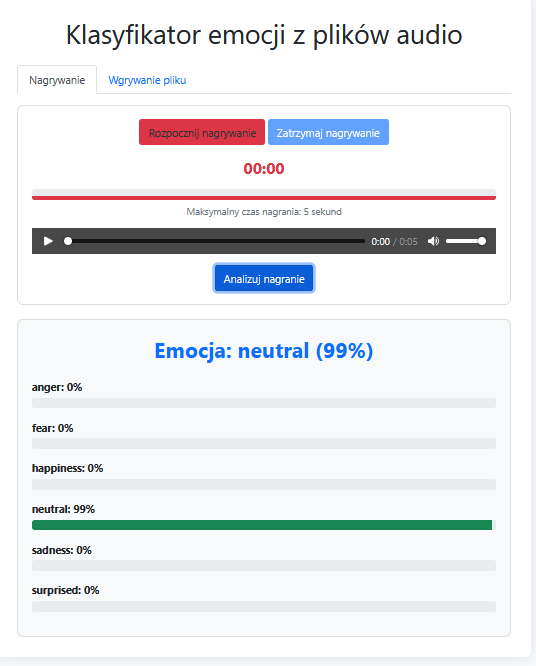 Klasyfikator emocji z plików audio
Nagrywanie Wgrywanie pliku
Rozpocznij nagrywanie Zatrzymaj nagrywanie
00:00
Maksymalny czas nagrania: 5 sekund
0:00 / 0:05
Analizuj nagranie
Emocja: neutral (99%)
anger: 0%
fear: 0%
happiness: 0%
neutral: 99%
sadness: 0%
surprised: 0%